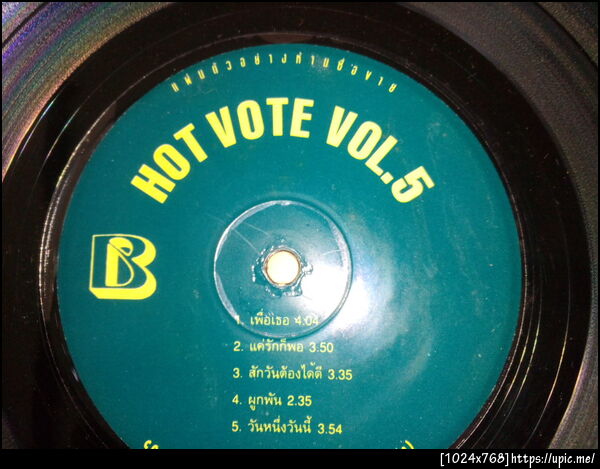 แผ่นตัวอย่างห้ามซื้อขาย
HOT VOTE VOL.5
B
1. เพื่อเธอ 4.04
2. แค่รักก็พอ 3.50
3. สักวันต้องได้ดี 3.35
4. ผูกพัน 2.35
5. วันหนึ่งวันนี้ 3.54
[1024x768]https://upic.me/